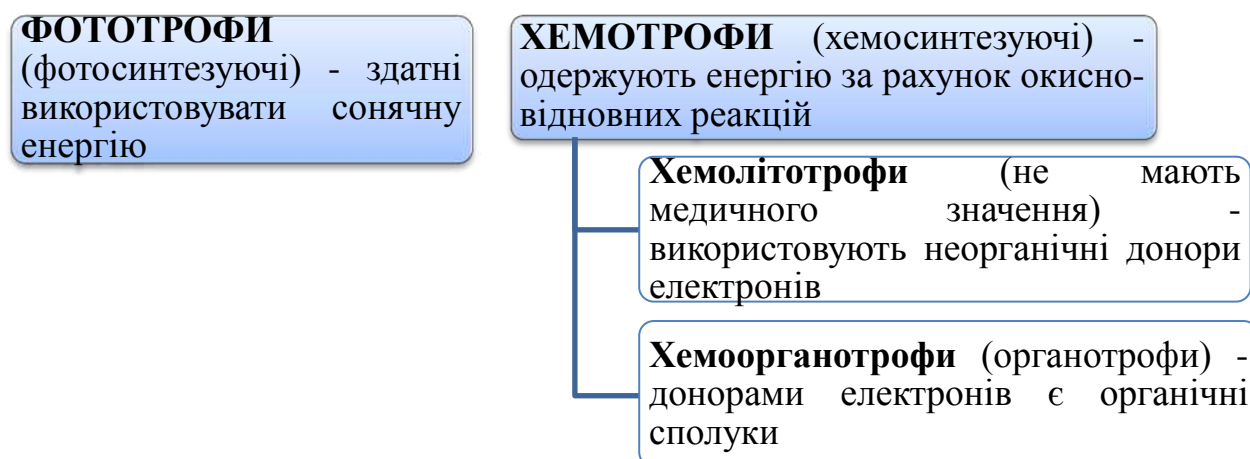 ФОТОТРОФИ
(фотосинтезуючі) - здатні
використовувати сонячну
енергію
ХЕМОТРОФИ (хемосинтезуючі) -
одержують енергію за рахунок окисно-
відновних реакцій
Хемолітотрофи (не мають
медичного значення) -
використовують неорганічні донори
електронів
Хемоорганотрофи (органотрофи) -
донорами електронів є органічні
сполуки